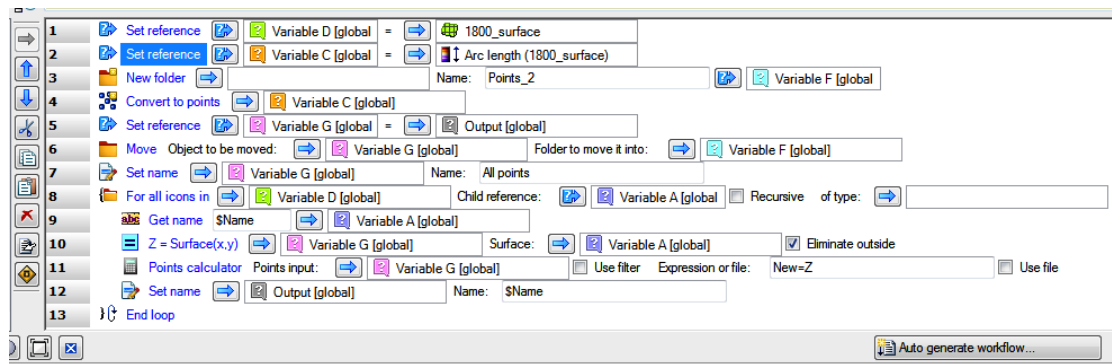 1 Set reference Variable D [global = 1800_surface
2 Set reference Variable C [global = Arc length (1800_surface)
3 New folder Name: Points_2 Variable F [global
4 Convert to points Variable C [global]
5 Set reference Variable G [global = Output [global]
6 Move Object to be moved: Variable G [global] Folder to move it into: Variable F [global]
7 Set name Variable G [global] Name: All points
8 For all icons in Variable D [global] Child reference: Variable A [global Recursive of type:
9 abc Get name $Name Variable A [global]
10 Z = Surface(x,y) Variable G [global] Surface: Variable A [global] Eliminate outside
11 Points calculator Points input: Variable G [global] Use filter Expression or file: New=Z Use file
12 Set name Output [global] Name: $Name
13 End loop
Auto generate workflow...